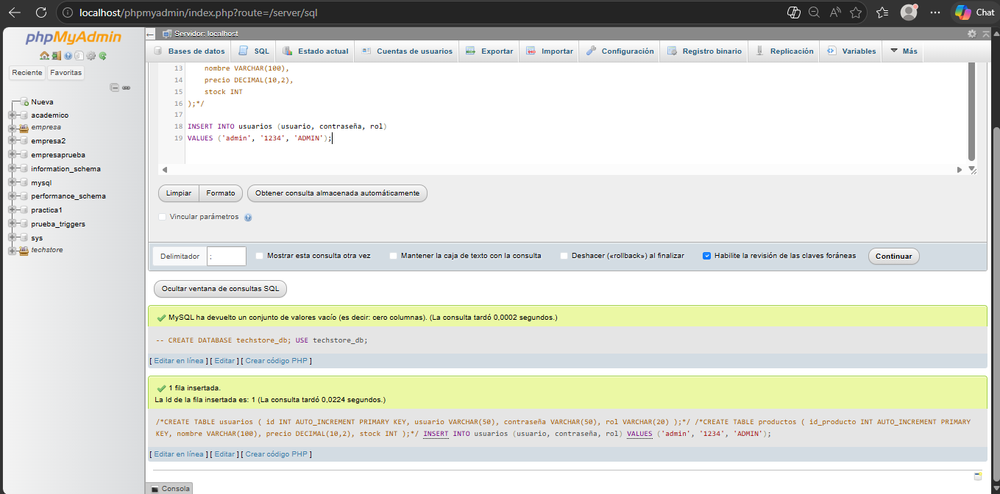 localhost/phpmyadmin/index.php?route=/server/sql
Chat
phpMyAdmin
Reciente Favoritas
Nueva
academico
empresa
empresa2
empresaprueba
information_schema
mysql
performance_schema
practica1
prueba_triggers
sys
techstore
Servidor: localhost
Bases de datos SQL Estado actual Cuentas de usuarios Exportar Importar Configuración Registro binario Replicación Variables Más
13 nombre VARCHAR(100),
14 precio DECIMAL(10,2),
15 stock INT
16 );*/
17
18 INSERT INTO usuarios (usuario, contraseña, rol)
19 VALUES ('admin', '1234', 'ADMIN');
Limpiar Formato Obtener consulta almacenada automáticamente
Vincular parámetros
Delimitador ; Mostrar esta consulta otra vez Mantener la caja de texto con la consulta Deshacer («rollback») al finalizar Habilite la revisión de las claves foráneas Continuar
Ocultar ventana de consultas SQL
MySQL ha devuelto un conjunto de valores vacío (es decir: cero columnas). (La consulta tardó 0,0002 segundos.)
-- CREATE DATABASE techstore_db; USE techstore_db;
[ Editar en línea ] [ Editar ] [ Crear código PHP ]
1 fila insertada.
La Id de la fila insertada es: 1 (La consulta tardó 0,0224 segundos.)
/*CREATE TABLE usuarios ( id INT AUTO_INCREMENT PRIMARY KEY, usuario VARCHAR(50), contraseña VARCHAR(50), rol VARCHAR(20) );*/ /*CREATE TABLE productos ( id_producto INT AUTO_INCREMENT PRIMARY
KEY, nombre VARCHAR(100), precio DECIMAL(10,2), stock INT );*/ INSERT INTO usuarios (usuario, contraseña, rol) VALUES ('admin', '1234', 'ADMIN');
[ Editar en línea ] [ Editar ] [ Crear código PHP ]
Consola